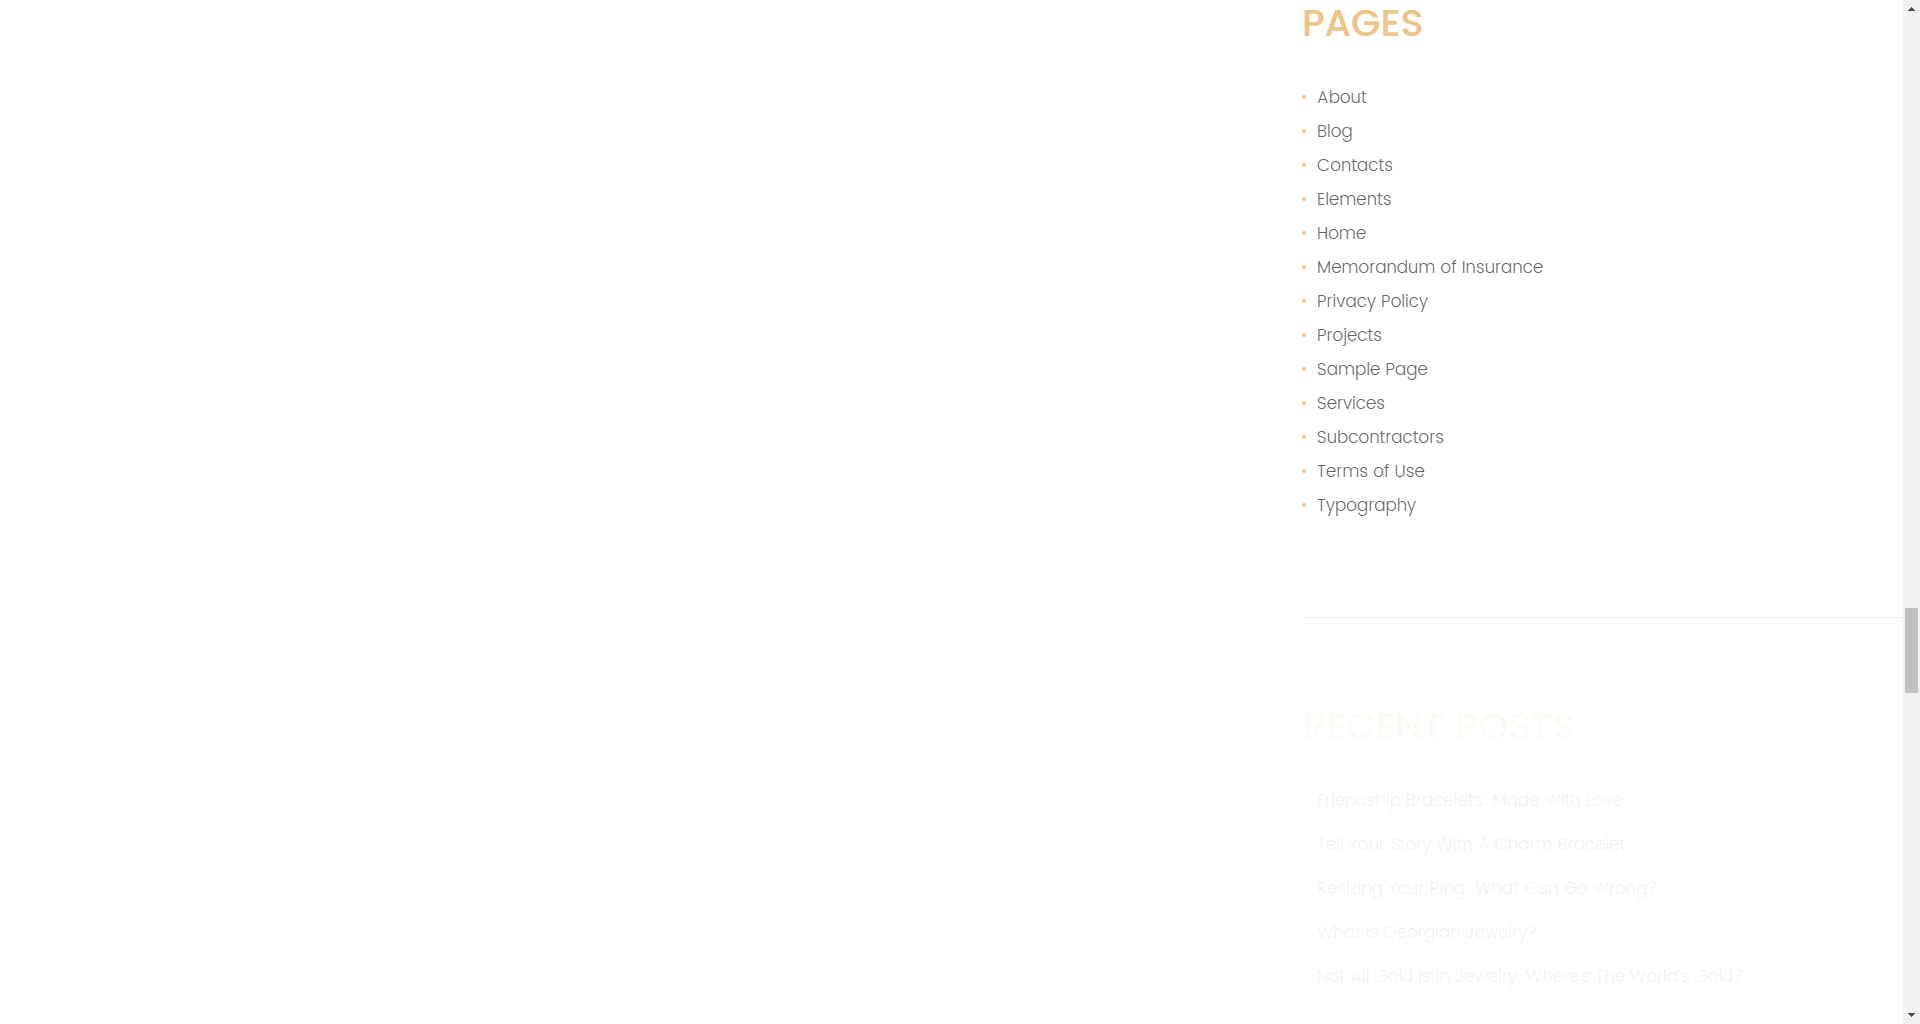 PAGES
About
Blog
Contacts
Elements
Home
Memorandum of Insurance
Privacy Policy
Projects
Sample Page
Services
Subcontractors
Terms of Use
Typography
RECENT POSTS
Friendship Bracelets: Made With Love
Tell Your Story With A Charm Bracelet
Resizing Your Ring: What Can Go Wrong?
What is Georgian Jewelry?
Not All Gold Is In Jewelry. Where's The World's Gold?